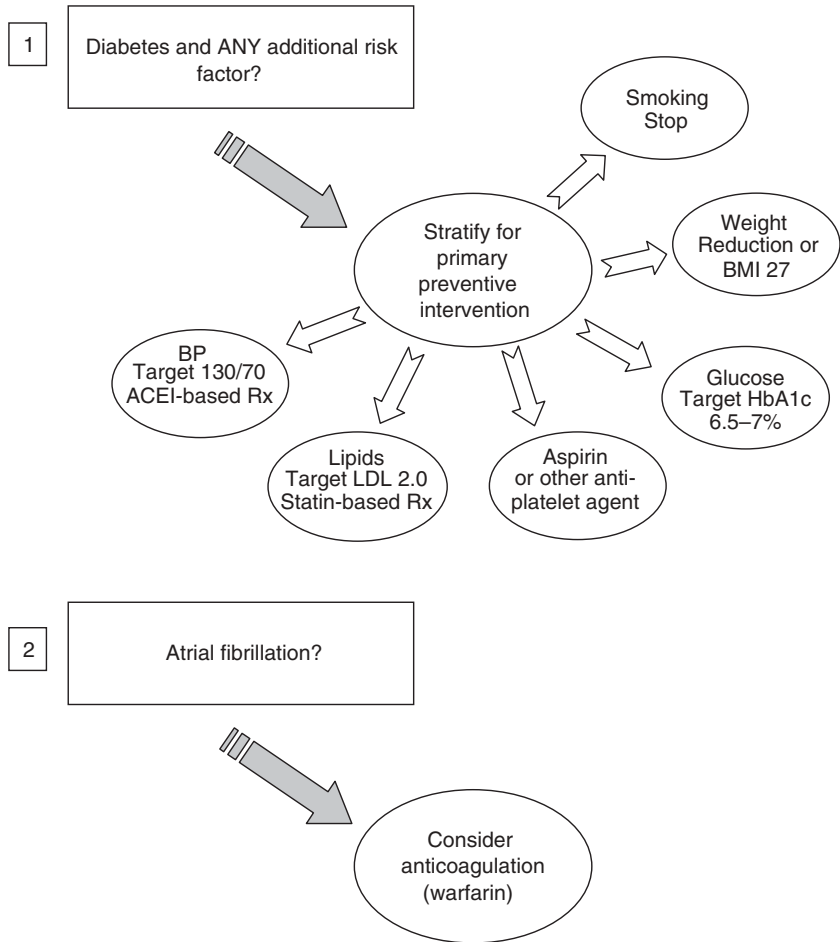 1
Diabetes and ANY additional risk
factor?
Smoking
Stop
Stratify for
primary
preventive
intervention
Weight
Reduction or
BMI 27
BP
Target 130/70
ACEI-based Rx
Glucose
Target HbA1c
6.5–7%
Lipids
Target LDL 2.0
Statin-based Rx
Aspirin
or other anti-
platelet agent
2
Atrial fibrillation?
Consider
anticoagulation
(warfarin)